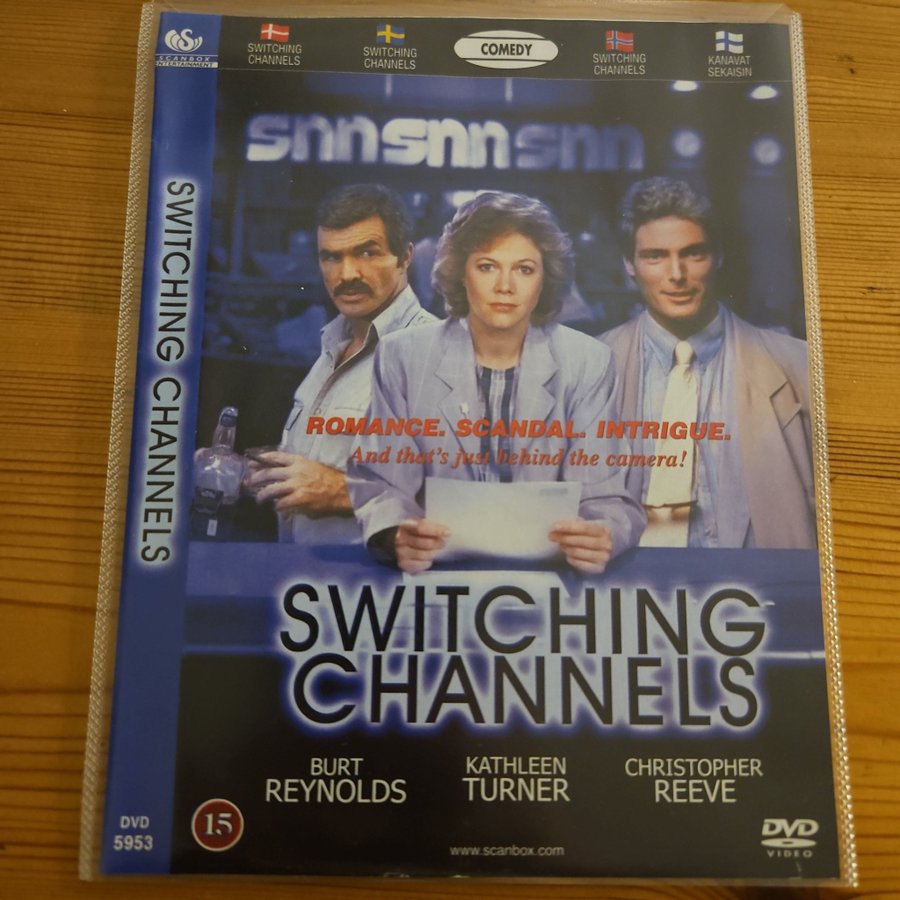 SCANBOX
ENTERTAINMENT
SWITCHING
CHANNELS
SWITCHING
CHANNELS
COMEDY
SWITCHING
CHANNELS
KANAVAT
SEKAISIN
snn snn snn
SWITCHING CHANNELS
ROMANCE. SCANDAL. INTRIGUE.
And that's just behind the camera!
SWITCHING
CHANNELS
BURT
REYNOLDS
KATHLEEN
TURNER
CHRISTOPHER
REEVE
DVD
5953
15
www.scanbox.com
DVD
VIDEO